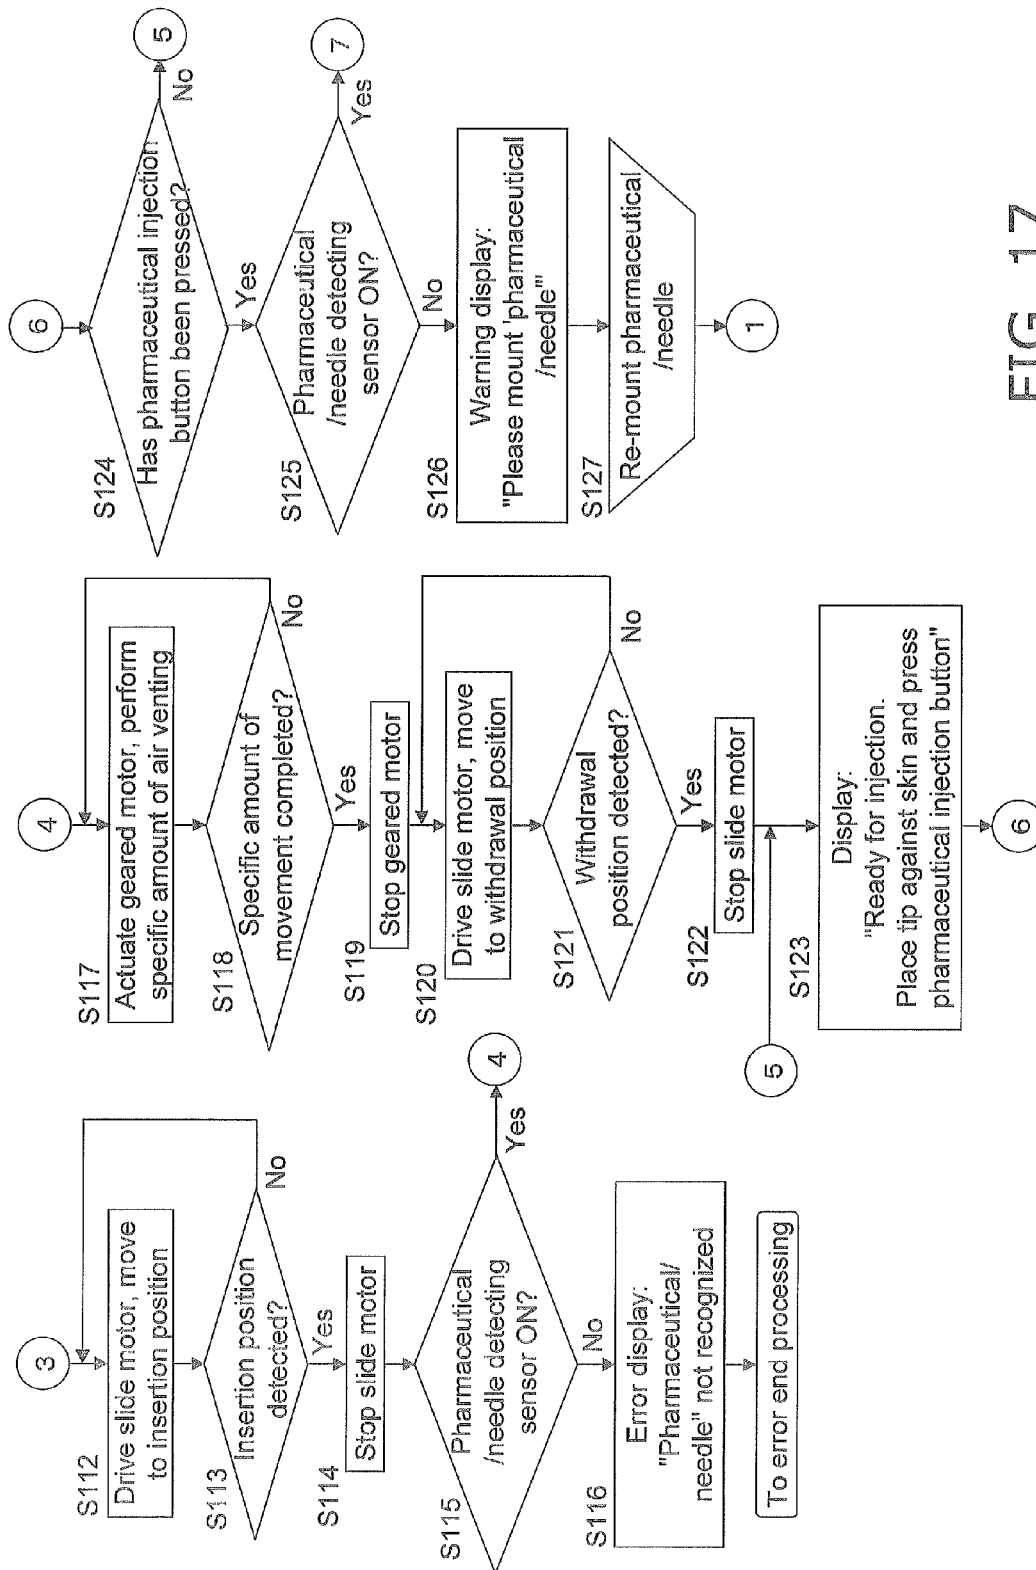 3
S112
Drive slide motor, move
to insertion position
S113
Insertion position
detected?
No
Yes
S114
Stop slide motor
S115
Pharmaceutical
/needle detecting
sensor ON?
Yes
4
No
S116
Error display:
"Pharmaceutical/
needle" not recognized
To error end processing
4
S117
Actuate geared motor, perform
specific amount of air venting
S118
Specific amount of
movement completed?
No
Yes
S119
Stop geared motor
S120
Drive slide motor, move
to withdrawal position
S121
Withdrawal
position detected?
No
Yes
S122
Stop slide motor
5
S123
Display:
"Ready for injection.
Place tip against skin and press
pharmaceutical injection button"
6
6
S124
Has pharmaceutical injection
button been pressed?
No
5
Yes
S125
Pharmaceutical
/needle detecting
sensor ON?
Yes
7
No
S126
Warning display:
"Please mount 'pharmaceutical
/needle'"
S127
Re-mount pharmaceutical
/needle
1
FIG. 17